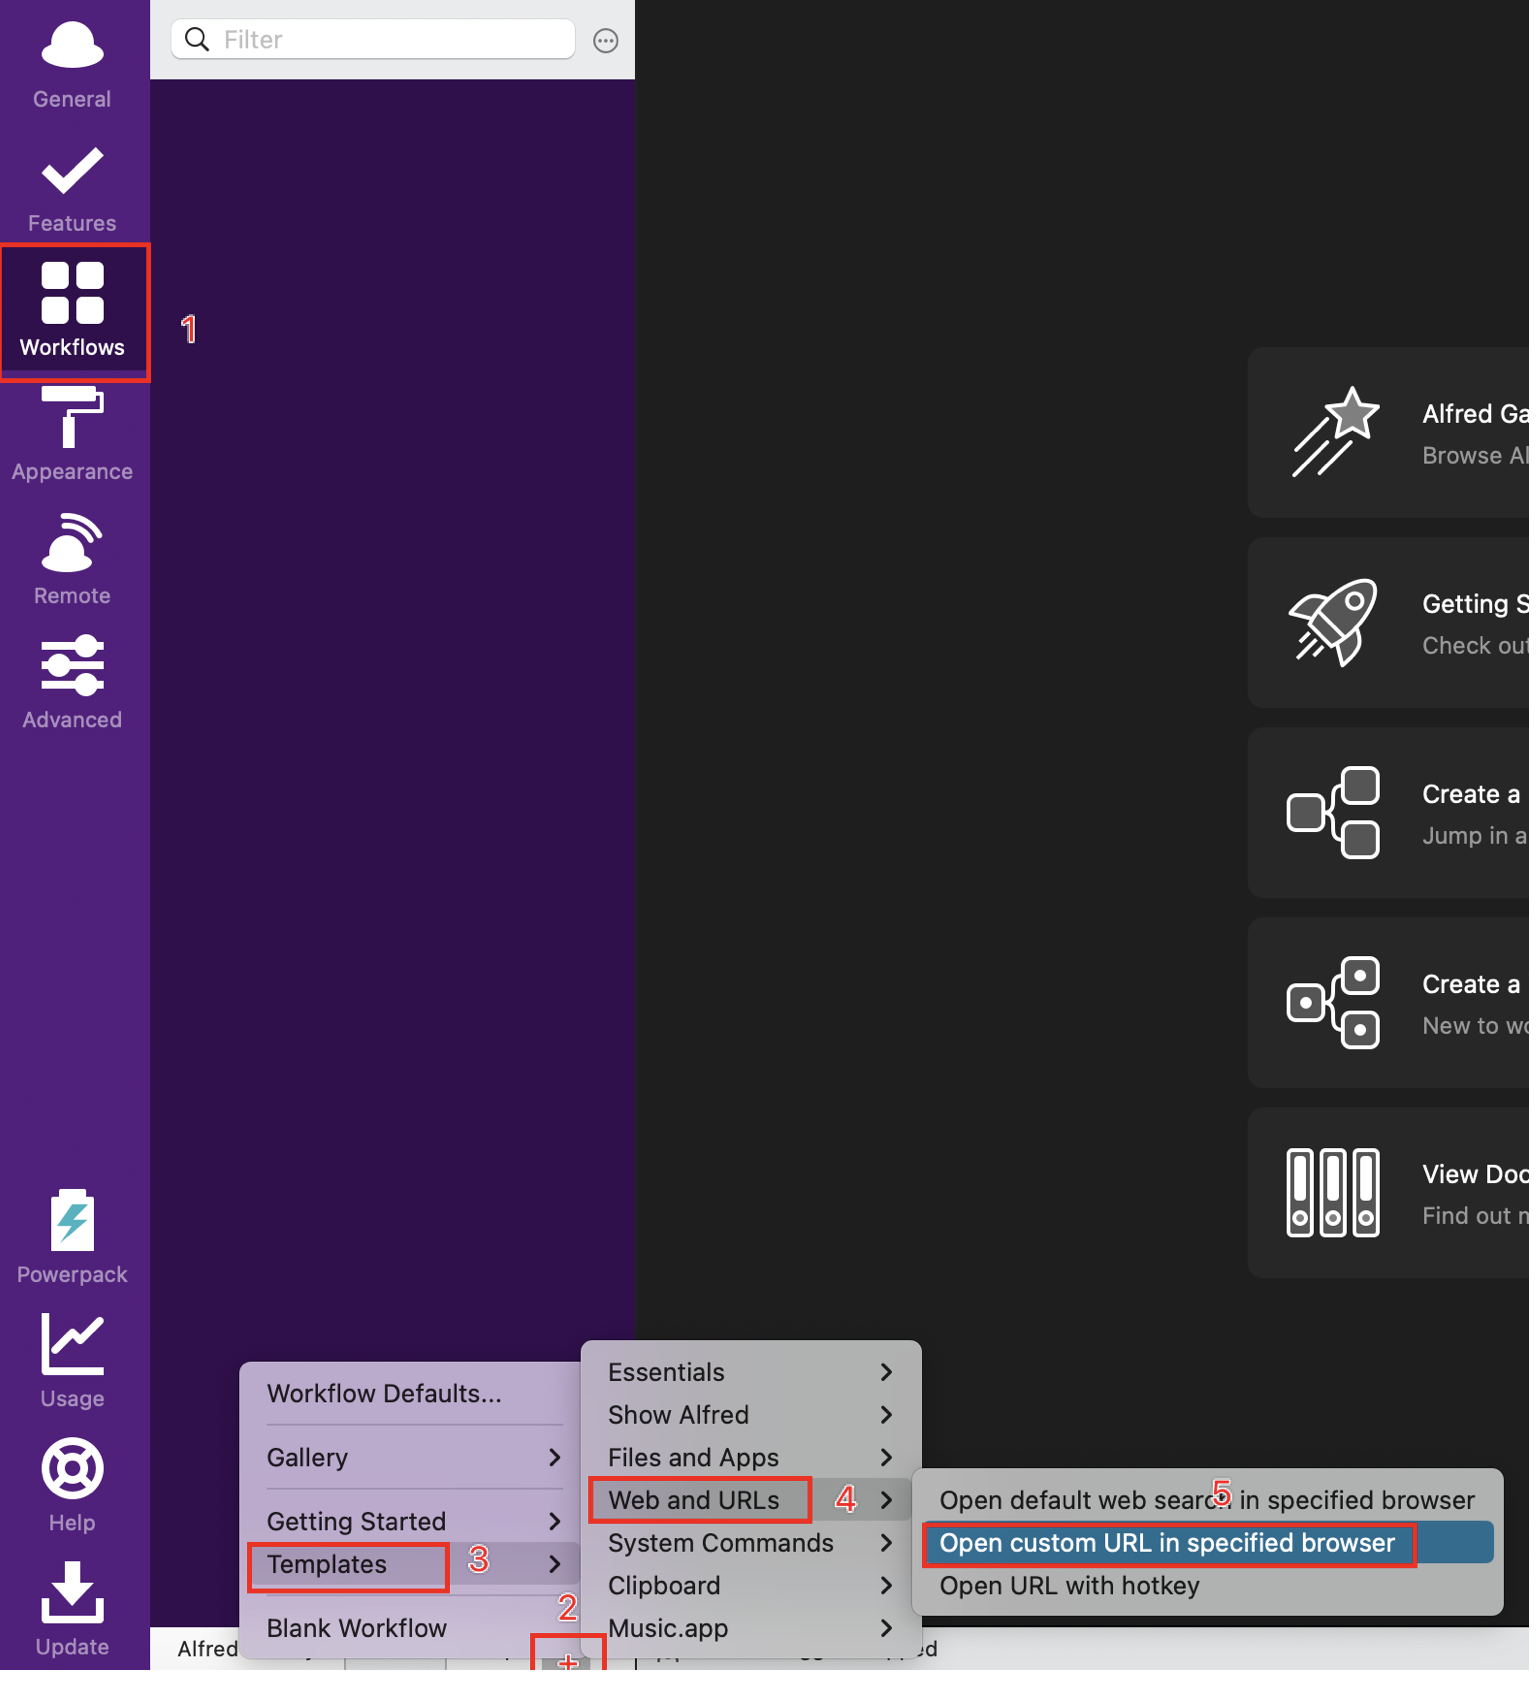 General
Features
Workflows
Appearance
Remote
Advanced
Powerpack
Usage
Help
Update
Filter
1
Alfred Ga
Browse Al
Getting S
Check out
Create a
Jump in a
Create a
New to wo
View Doc
Find out m
Workflow Defaults...
Gallery
Getting Started
Templates
3
2
Blank Workflow
Essentials
Show Alfred
Files and Apps
Web and URLs
4
System Commands
Clipboard
Music.app
5
Open default web search in specified browser
Open custom URL in specified browser
Open URL with hotkey
Alfred
+